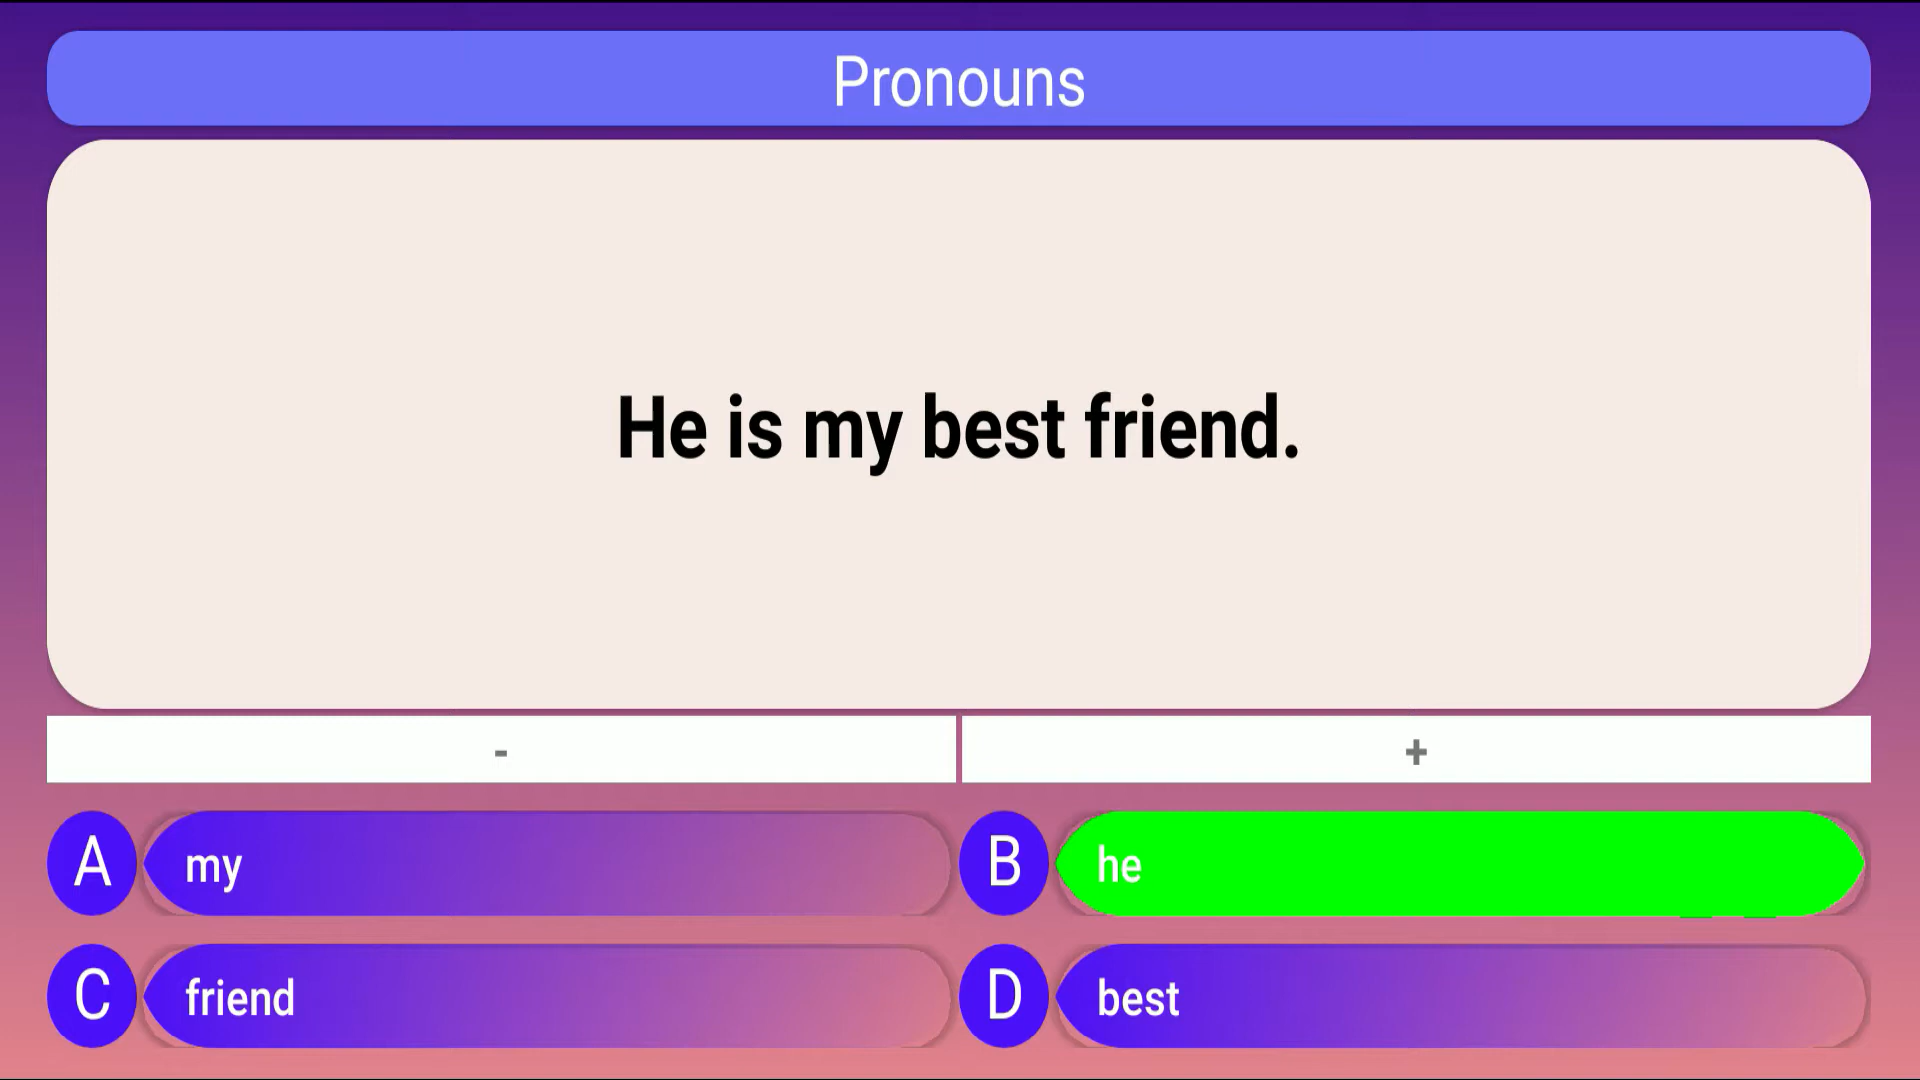 Pronouns
He is my best friend.
- +
A my
B he
C friend
D best